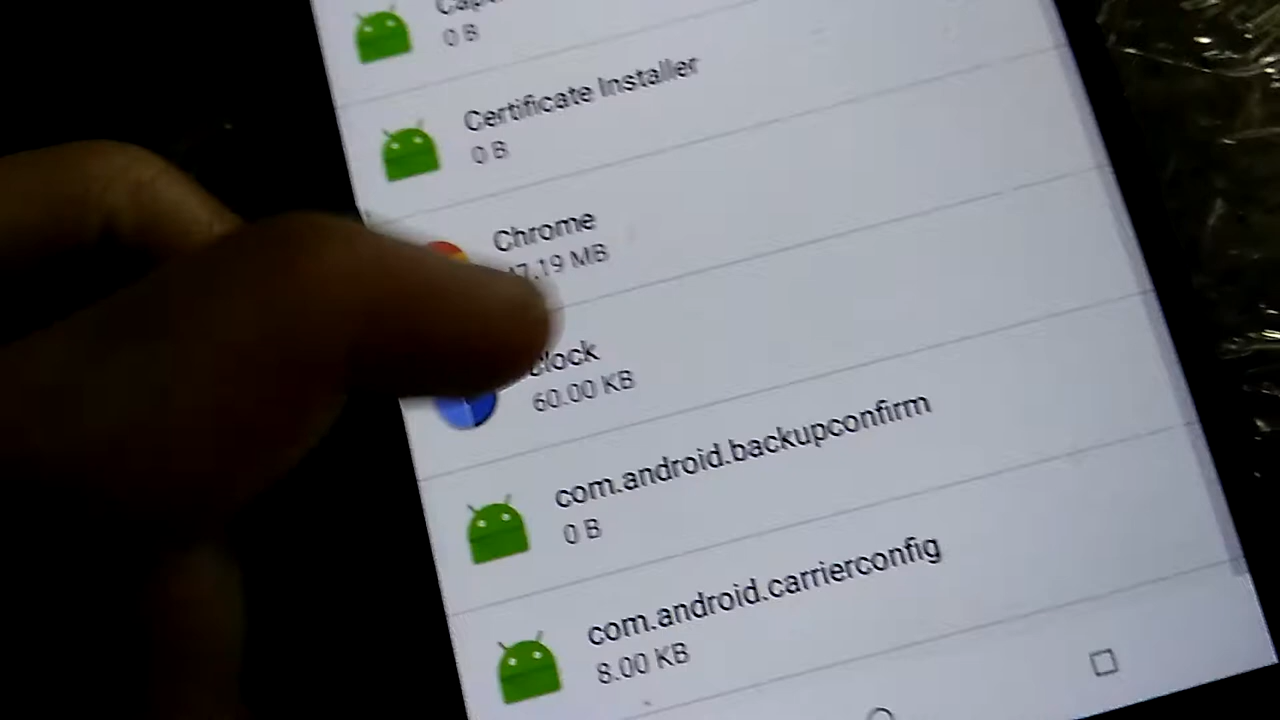 0 B
Certificate Installer
0 B
Chrome
7.19 MB
Clock
60.00 KB
com.android.backupconfirm
0 B
com.android.carrierconfig
8.00 KB